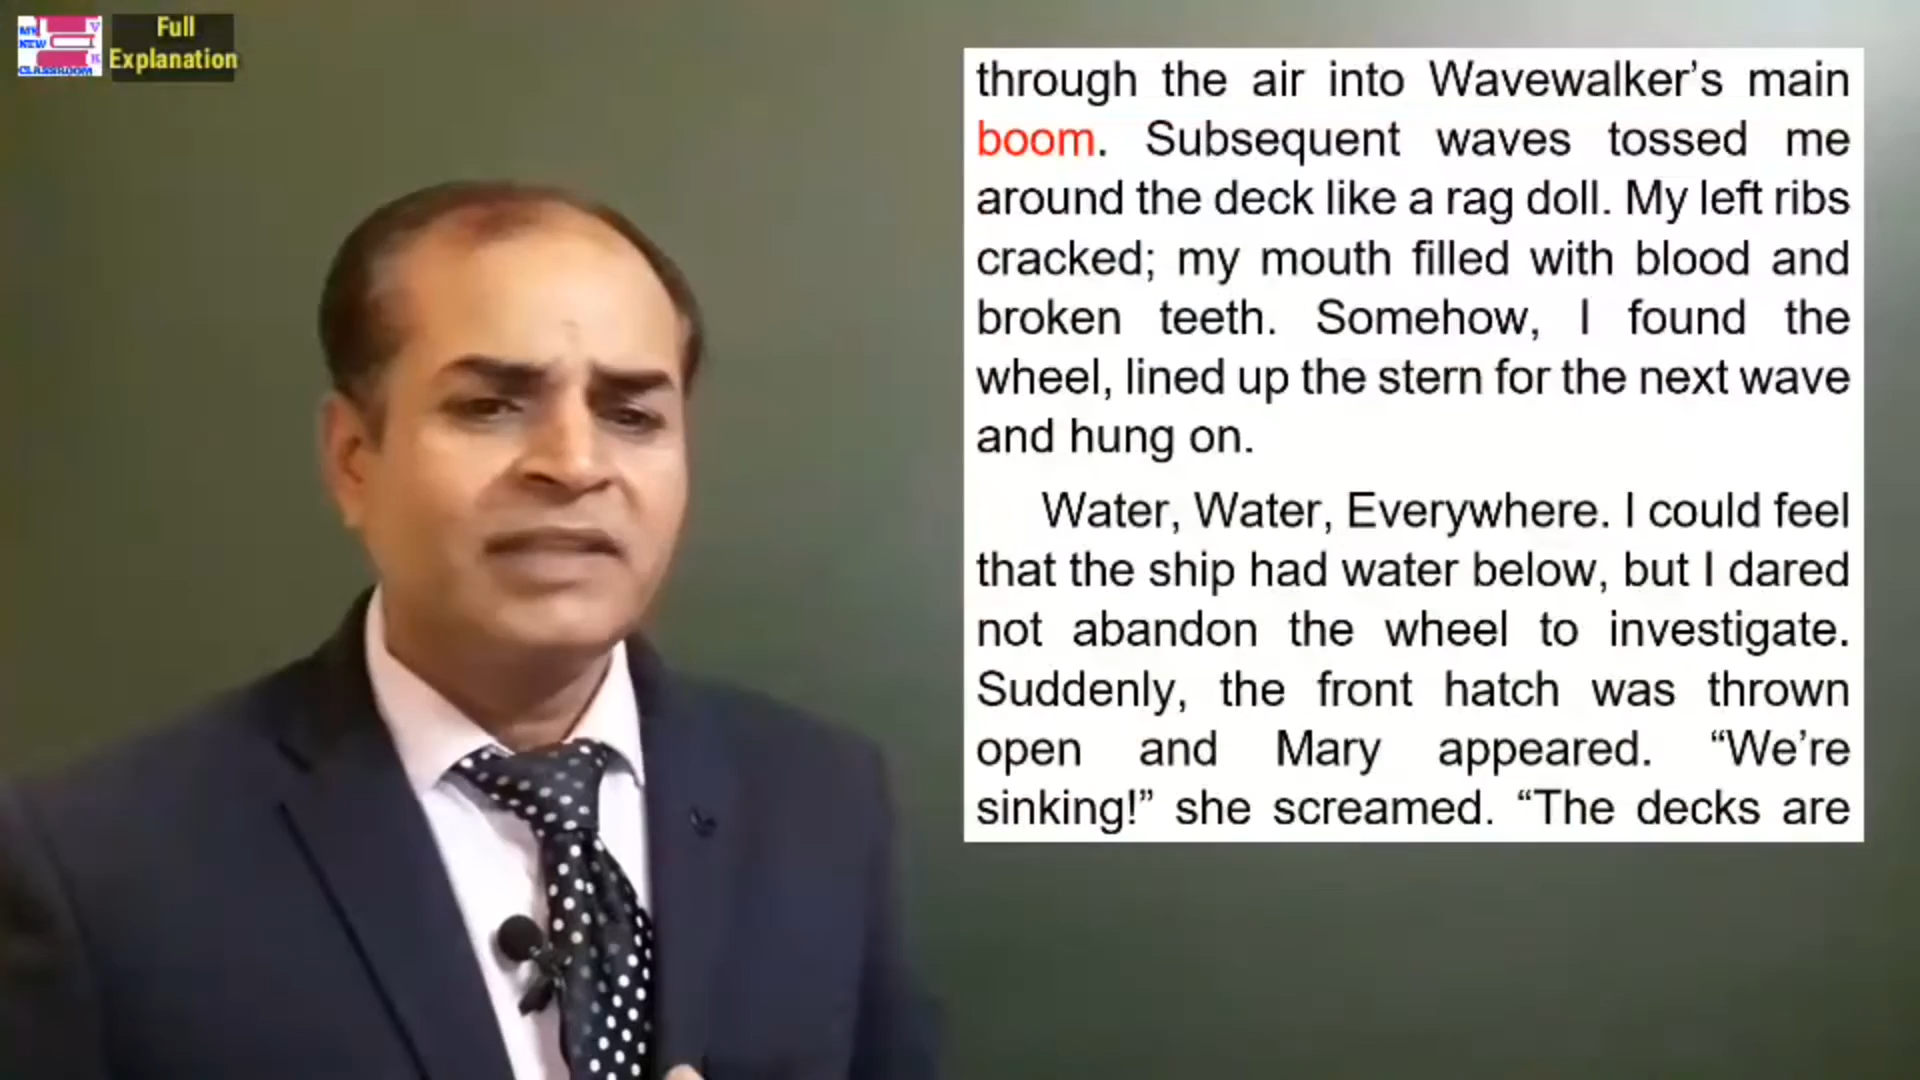 MY
NEW
CLASSROOM
V
K
Full
Explanation
through the air into Wavewalker’s main
boom. Subsequent waves tossed me
around the deck like a rag doll. My left ribs
cracked; my mouth filled with blood and
broken teeth. Somehow, I found the
wheel, lined up the stern for the next wave
and hung on.
Water, Water, Everywhere. I could feel
that the ship had water below, but I dared
not abandon the wheel to investigate.
Suddenly, the front hatch was thrown
open and Mary appeared. “We’re
sinking!” she screamed. “The decks are